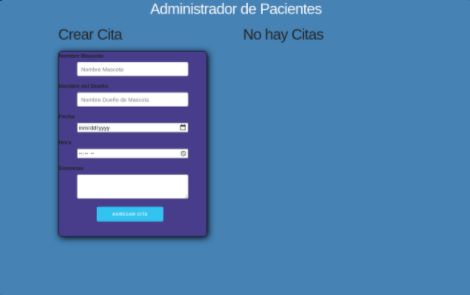 Administrador de Pacientes
Crear Cita
No hay Citas
Nombre Mascota
Nombre Mascota
Nombre del Dueño
Nombre Dueño de Mascota
Fecha
mm/dd/yyyy
Hora
--:-- --
Síntomas
AGREGAR CITA